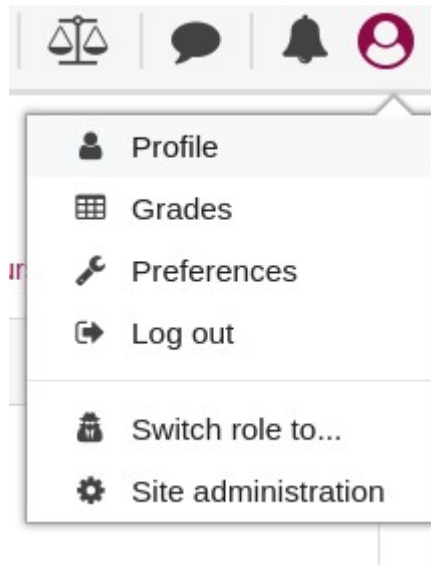 Profile
Grades
Preferences
Log out
Switch role to...
Site administration